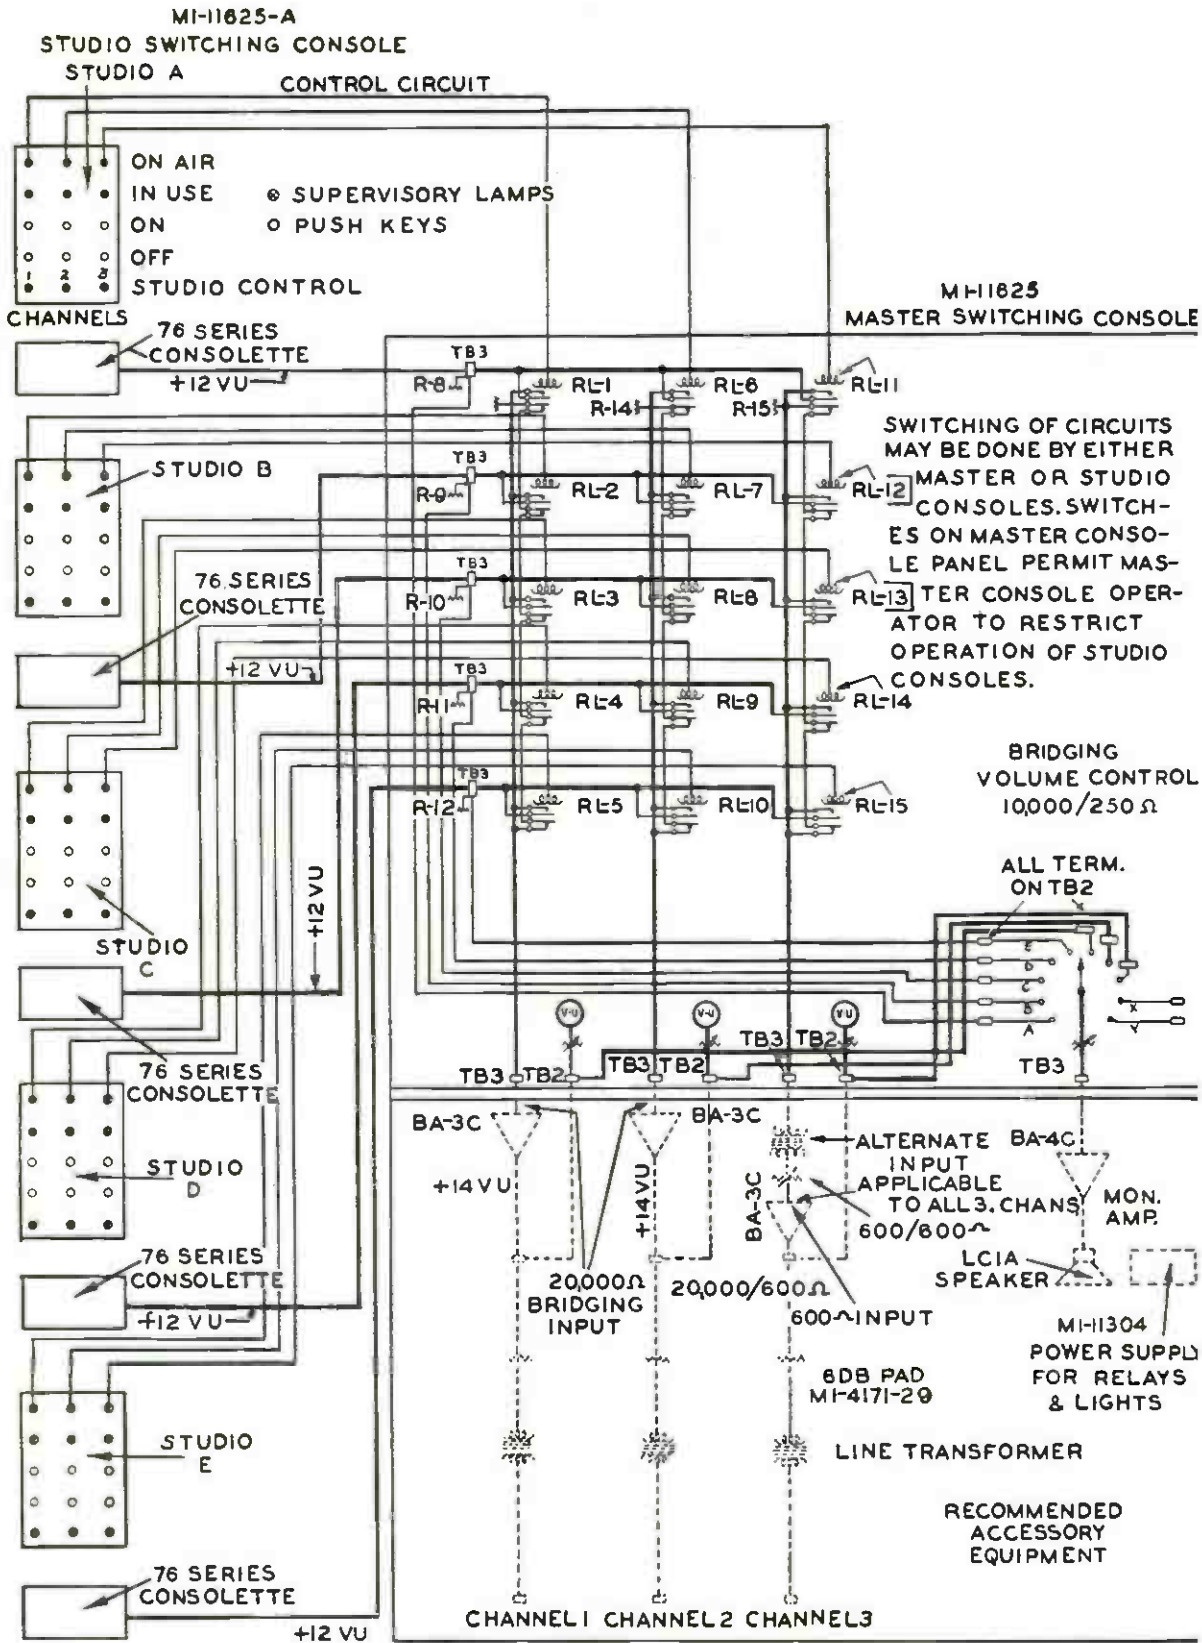 MI-11625-A
STUDIO SWITCHING CONSOLE
STUDIO A
CONTROL CIRCUIT
ON AIR
IN USE
⊗ SUPERVISORY LAMPS
ON
O PUSH KEYS
OFF
1 2 3
STUDIO CONTROL
CHANNELS
MI-11625
MASTER SWITCHING CONSOLE
76 SERIES
CONSOLETTE
+12 VU
TB3
R-8
RL-1
R-14
RL-6
R-15
RL-11
SWITCHING OF CIRCUITS
MAY BE DONE BY EITHER
MASTER OR STUDIO
CONSOLES. SWITCH-
ES ON MASTER CONSO-
LE PANEL PERMIT MAS-
TER CONSOLE OPER-
ATOR TO RESTRICT
OPERATION OF STUDIO
CONSOLES.
STUDIO B
TB3
R-9
RL-2
RL-7
RL-12
76 SERIES
CONSOLETTE
TB3
R-10
RL-3
RL-8
RL-13
+12 VU
TB3
R-11
RL-4
RL-9
RL-14
BRIDGING
VOLUME CONTROL
10,000/250 Ω
TB3
R-12
RL-5
RL-10
RL-15
ALL TERM.
ON TB2
+12 VU
STUDIO
C
E
D
C
B
A
X
Y
V-U
V-U
V-U
TB3
TB2
TB3
TB2
TB3
TB2
TB3
76 SERIES
CONSOLETTE
BA-3C
BA-3C
ALTERNATE
INPUT
APPLICABLE
TO ALL 3. CHANS
BA-4C
+14 VU
+14VU
BA-3C
600/600~
MON.
AMP.
STUDIO
D
LC1A
SPEAKER
76 SERIES
CONSOLETTE
20,000Ω
BRIDGING
INPUT
20,000/600Ω
600~INPUT
+12 VU
MI-11304
POWER SUPPLY
FOR RELAYS
& LIGHTS
6DB PAD
MI-4171-29
STUDIO
E
LINE TRANSFORMER
RECOMMENDED
ACCESSORY
EQUIPMENT
76 SERIES
CONSOLETTE
+12 VU
CHANNEL1 CHANNEL2 CHANNEL3